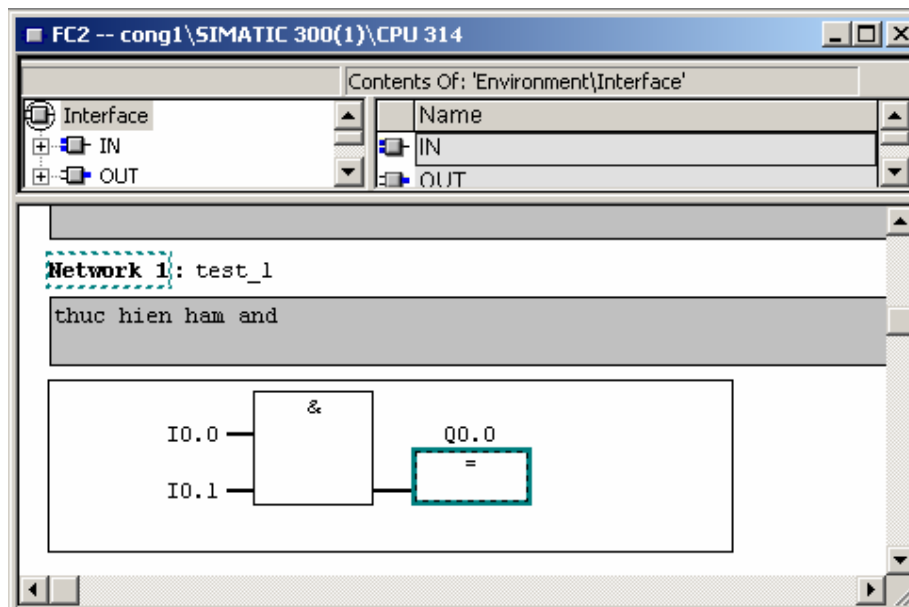 FC2 -- cong1\SIMATIC 300(1)\CPU 314
Contents Of: 'Environment\Interface'
Interface
Name
IN
IN
OUT
OUT
Network 1: test_1
thuc hien ham and
&
I0.0
Q0.0
=
I0.1